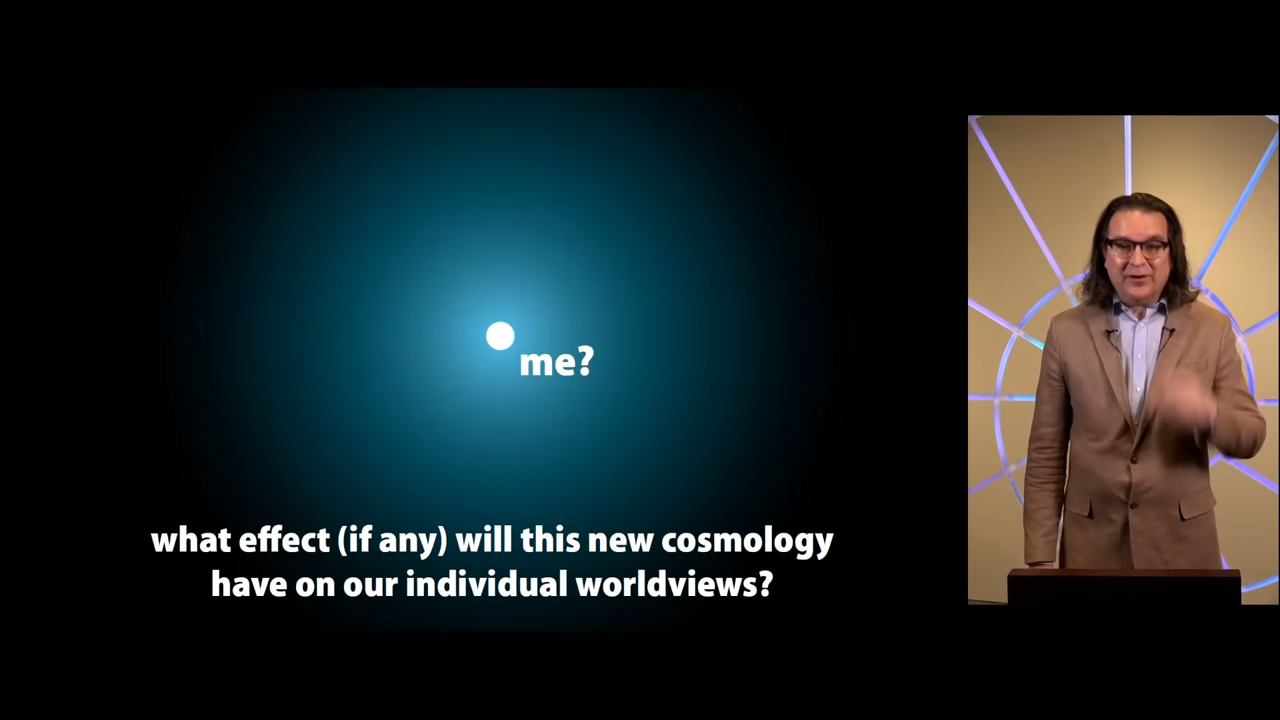 me?
what effect (if any) will this new cosmology
have on our individual worldviews?